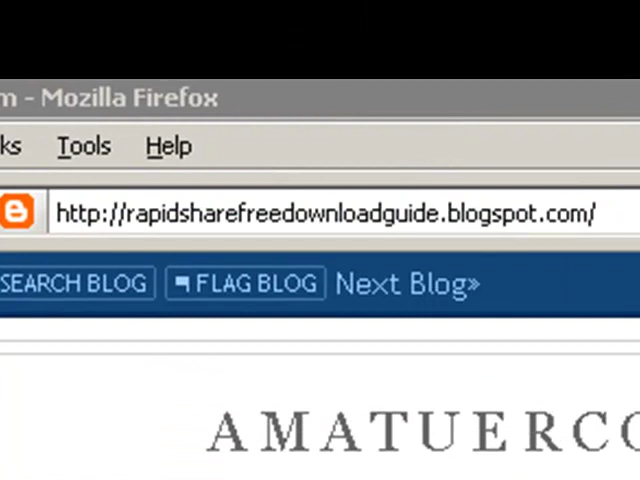 m - Mozilla Firefox
ks Tools Help
http://rapidsharefreedownloadguide.blogspot.com/
SEARCH BLOG FLAG BLOG Next Blog»
AMATUERCO